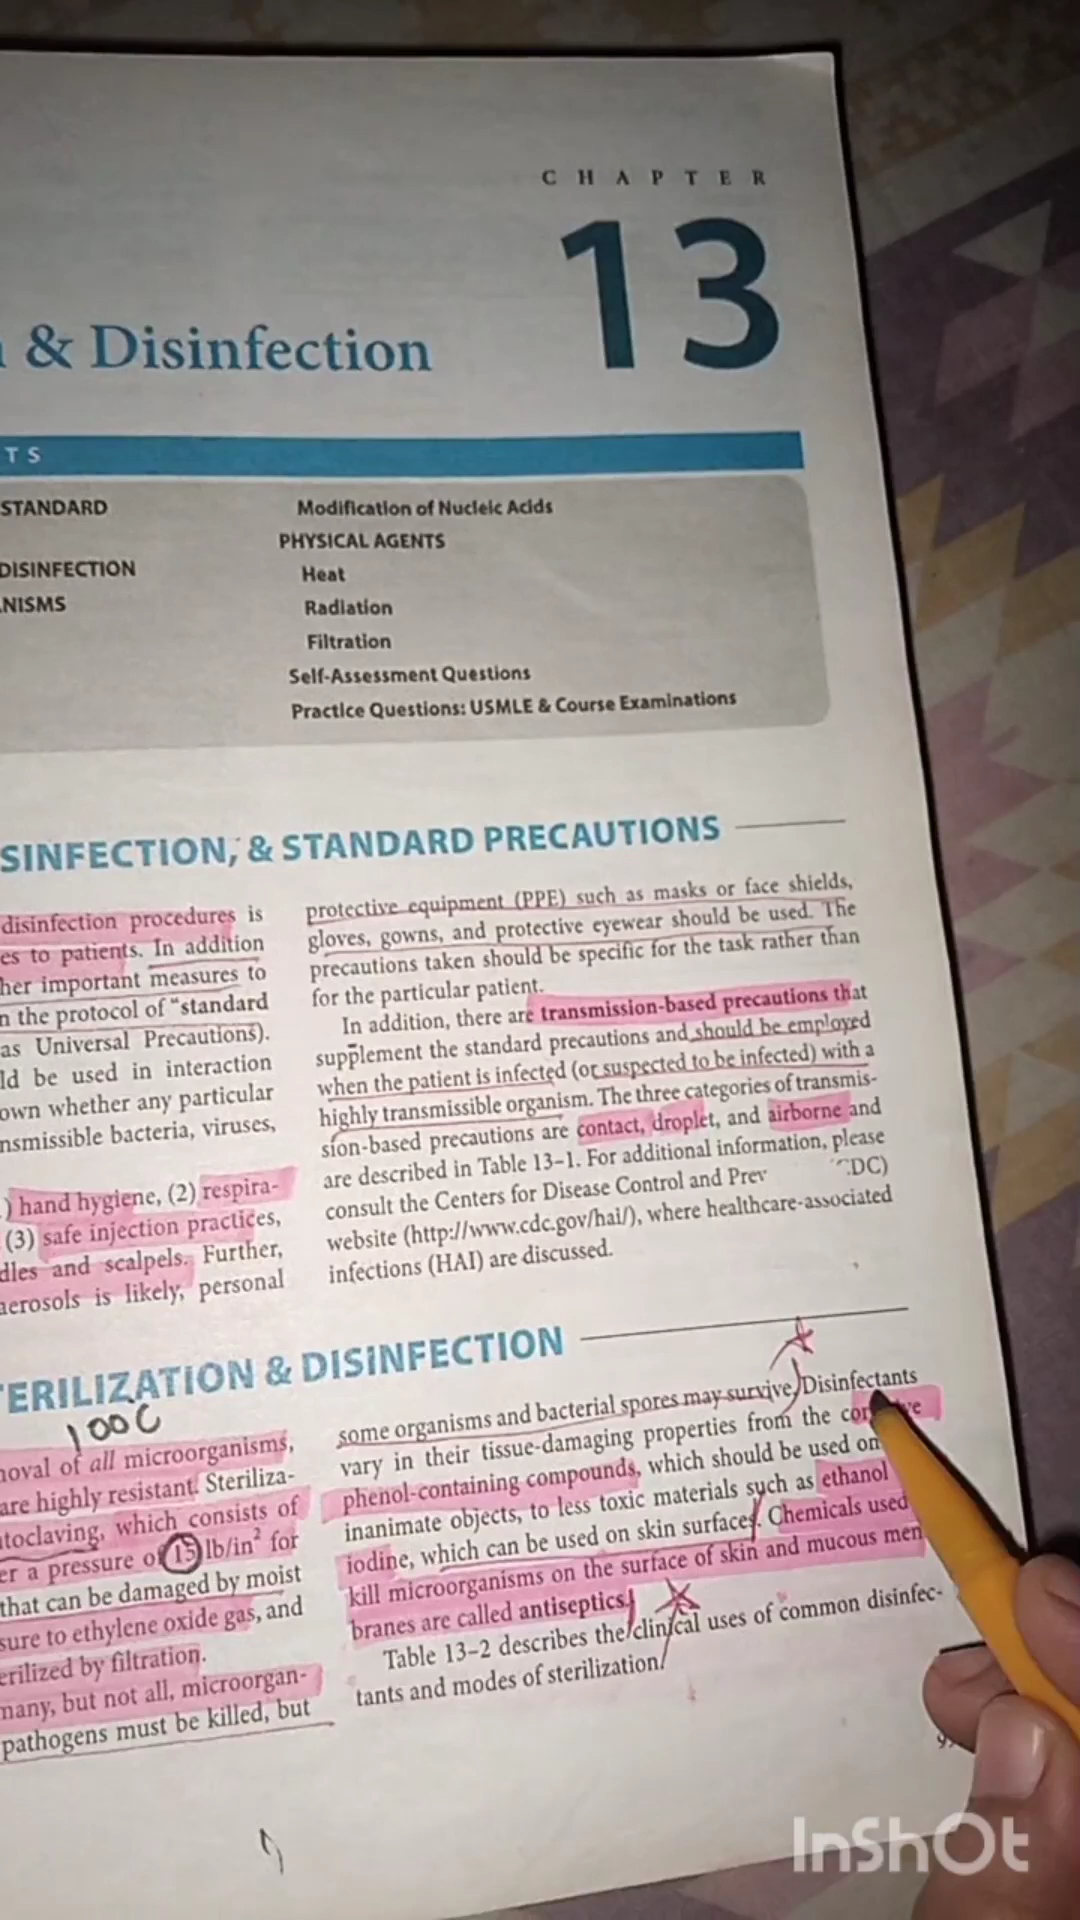 CHAPTER
13
& Disinfection
TS
STANDARD
DISINFECTION
NISMS
Modification of Nucleic Acids
PHYSICAL AGENTS
Heat
Radiation
Filtration
Self-Assessment Questions
Practice Questions: USMLE & Course Examinations
SINFECTION, & STANDARD PRECAUTIONS
disinfection procedures is
es to patients. In addition
her important measures to
n the protocol of "standard
as Universal Precautions).
ld be used in interaction
own whether any particular
nsmissible bacteria, viruses,
) hand hygiene, (2) respira-
(3) safe injection practices,
dles and scalpels. Further,
aerosols is likely, personal
protective equipment (PPE) such as masks or face shields,
gloves, gowns, and protective eyewear should be used. The
precautions taken should be specific for the task rather than
for the particular patient.
In addition, there are transmission-based precautions that
supplement the standard precautions and should be employed
when the patient is infected (or suspected to be infected) with a
highly transmissible organism. The three categories of transmis-
sion-based precautions are contact, droplet, and airborne and
are described in Table 13-1. For additional information, please
consult the Centers for Disease Control and Prev CDC)
website (http://www.cdc.gov/hai/), where healthcare-associated
infections (HAI) are discussed.
TERILIZATION & DISINFECTION
100C
noval of all microorganisms,
are highly resistant. Steriliza-
toclaving, which consists of
er a pressure of 15 lb/in² for
that can be damaged by moist
sure to ethylene oxide gas, and
erilized by filtration.
many, but not all, microorgan-
pathogens must be killed, but
some organisms and bacterial spores may survive. Disinfectants
vary in their tissue-damaging properties from the
phenol-containing compounds, which should be used on
inanimate objects, to less toxic materials such as ethanol
iodine, which can be used on skin surfaces. Chemicals used
kill microorganisms on the surface of skin and mucous mem
branes are called antiseptics.
Table 13-2 describes the clinical uses of common disinfec-
tants and modes of sterilization.
InShOt